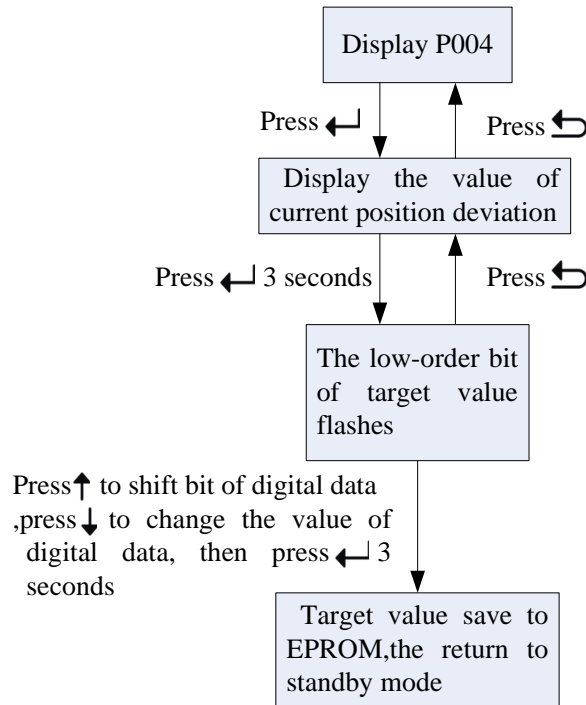 Display P004
Press ↵
Press ⮌
Display the value of
current position deviation
Press ↵ 3 seconds
Press ⮌
The low-order bit
of target value
flashes
Press↑ to shift bit of digital data
,press↓ to change the value of
digital data, then press ↵ 3
seconds
Target value save to
EPROM,the return to
standby mode